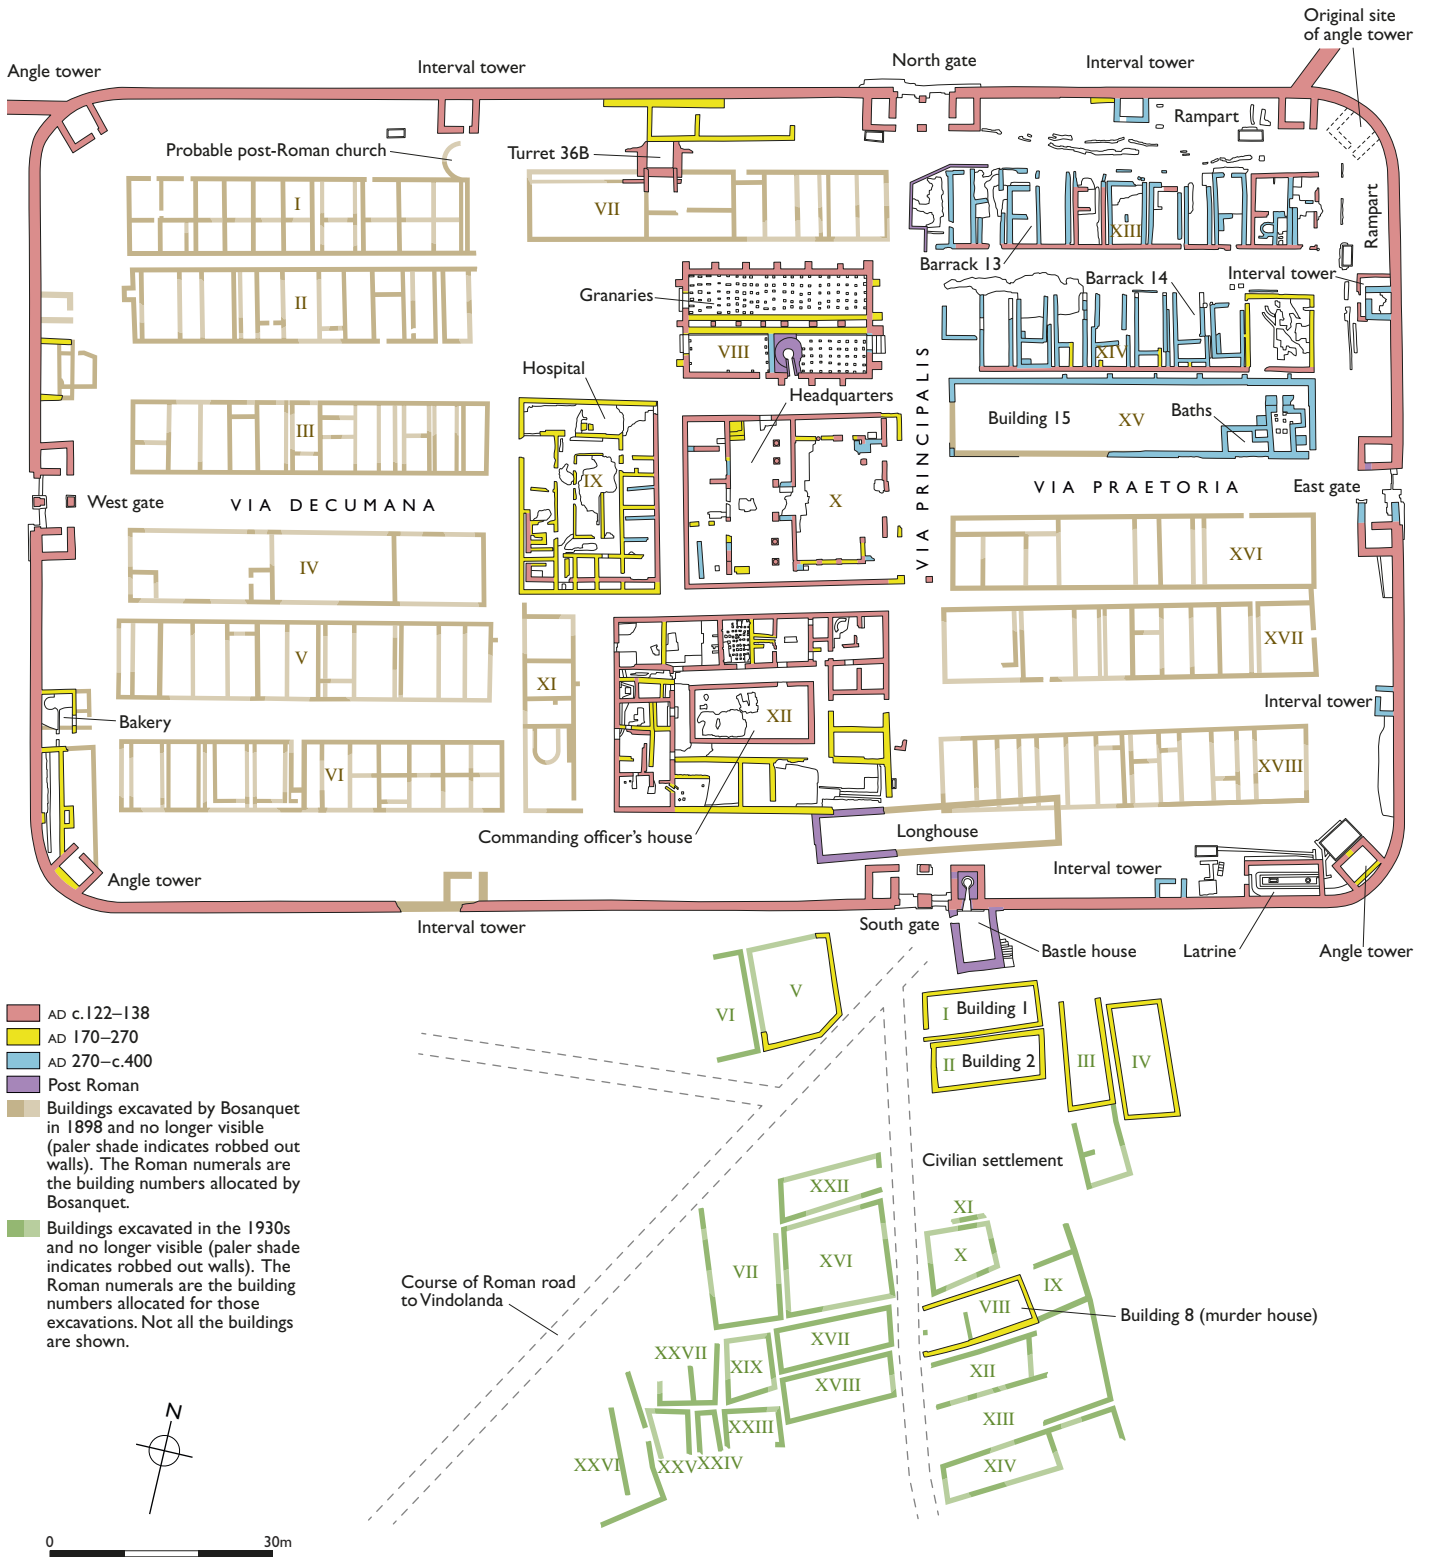 Original site
of angle tower
Angle tower
Interval tower
North gate
Interval tower
Rampart
Probable post-Roman church
Turret 36B
I
VII
XIII
Rampart
Barrack 13
Barrack 14
Interval tower
II
Granaries
VIII
XIV
Hospital
Headquarters
VIA PRINCIPALIS
Building 15
XV
Baths
III
IX
X
West gate
VIA DECUMANA
VIA PRAETORIA
East gate
IV
XVI
V
XI
XVII
XII
Interval tower
Bakery
VI
XVIII
Commanding officer's house
Longhouse
Angle tower
Interval tower
Interval tower
South gate
Bastle house
Latrine
Angle tower
V
VI
I
Building 1
II
Building 2
III
IV
AD c.122–138
AD 170–270
AD 270–c.400
Post Roman
Buildings excavated by Bosanquet
in 1898 and no longer visible
(paler shade indicates robbed out
walls). The Roman numerals are
the building numbers allocated by
Bosanquet.
Buildings excavated in the 1930s
and no longer visible (paler shade
indicates robbed out walls). The
Roman numerals are the building
numbers allocated for those
excavations. Not all the buildings
are shown.
Civilian settlement
XXII
XI
X
VII
XVI
IX
Course of Roman road
to Vindolanda
VIII
Building 8 (murder house)
XXVII
XIX
XVII
XII
XVIII
XXIII
XIII
XXVI
XXV
XXIV
XIV
N
0
30m